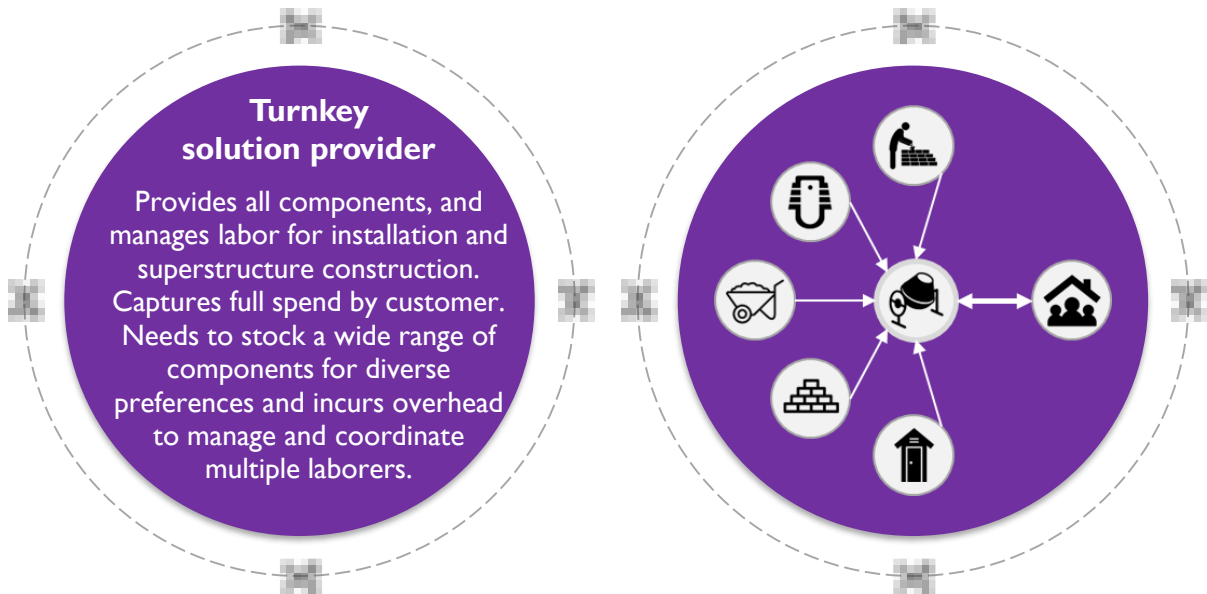 Turnkey
solution provider
Provides all components, and
manages labor for installation and
superstructure construction.
Captures full spend by customer.
Needs to stock a wide range of
components for diverse
preferences and incurs overhead
to manage and coordinate
multiple laborers.